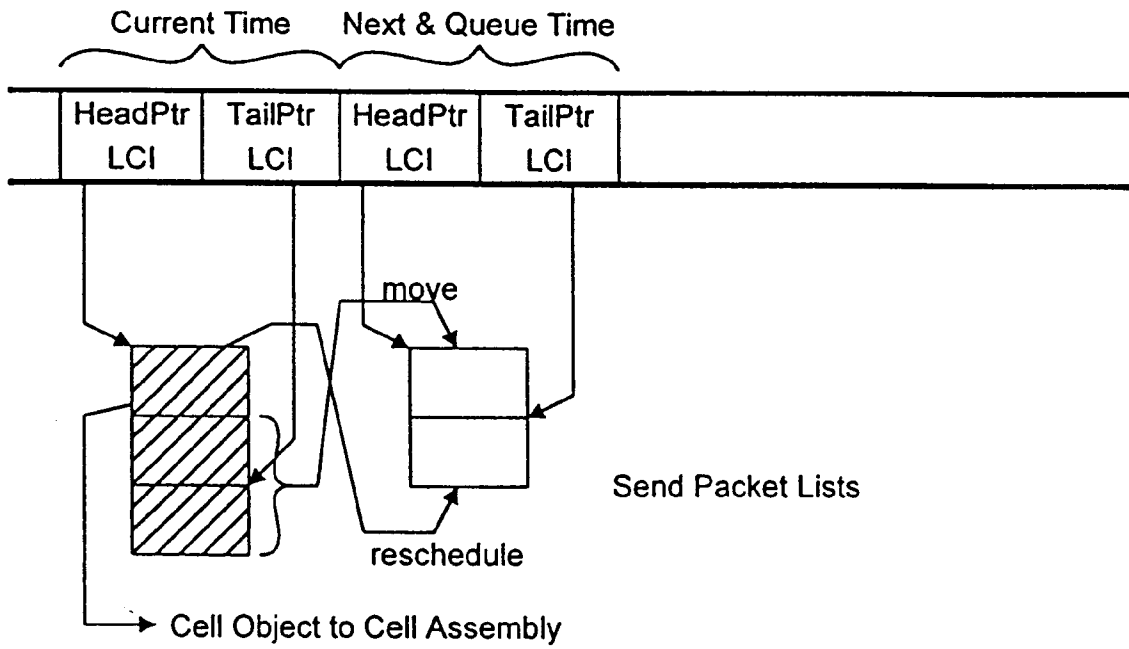 Current Time Next & Queue Time
HeadPtr TailPtr HeadPtr TailPtr
LCI LCI LCI LCI
move
Send Packet Lists
reschedule
Cell Object to Cell Assembly